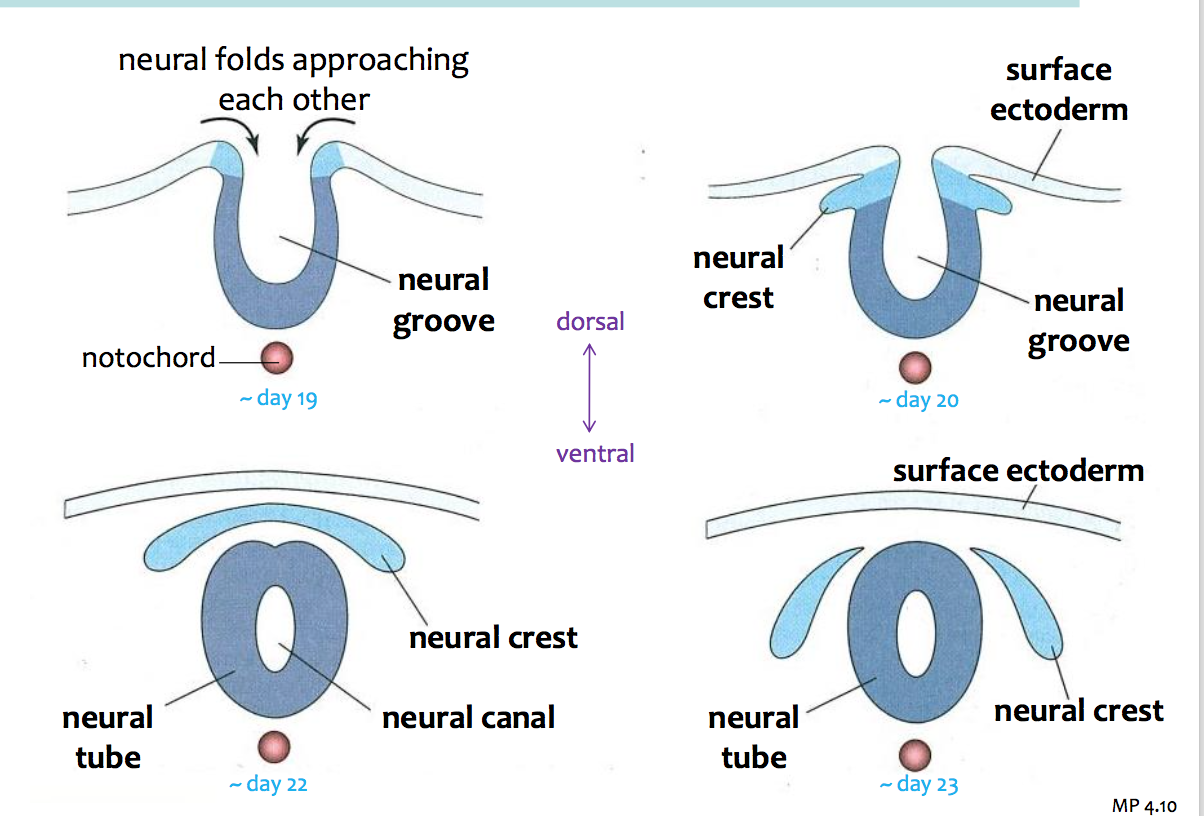 neural folds approaching
each other
neural
groove
notochord
~ day 19
surface
ectoderm
neural
crest
neural
groove
~ day 20
dorsal
ventral
neural crest
neural
tube
neural canal
~ day 22
surface ectoderm
neural
tube
neural crest
~ day 23
MP 4.10